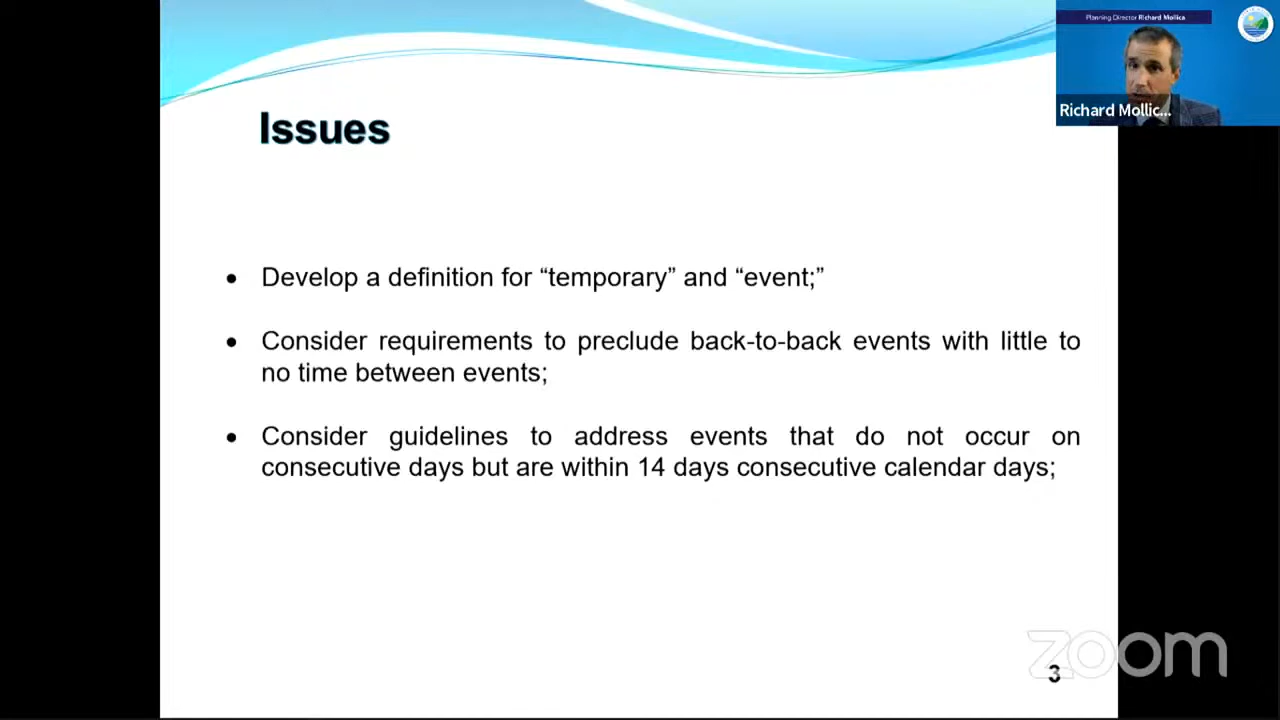 Planning Director Richard Mollica
Richard Mollic...
Issues
• Develop a definition for “temporary” and “event;”
• Consider requirements to preclude back-to-back events with little to
no time between events;
• Consider guidelines to address events that do not occur on
consecutive days but are within 14 days consecutive calendar days;
zoom
3